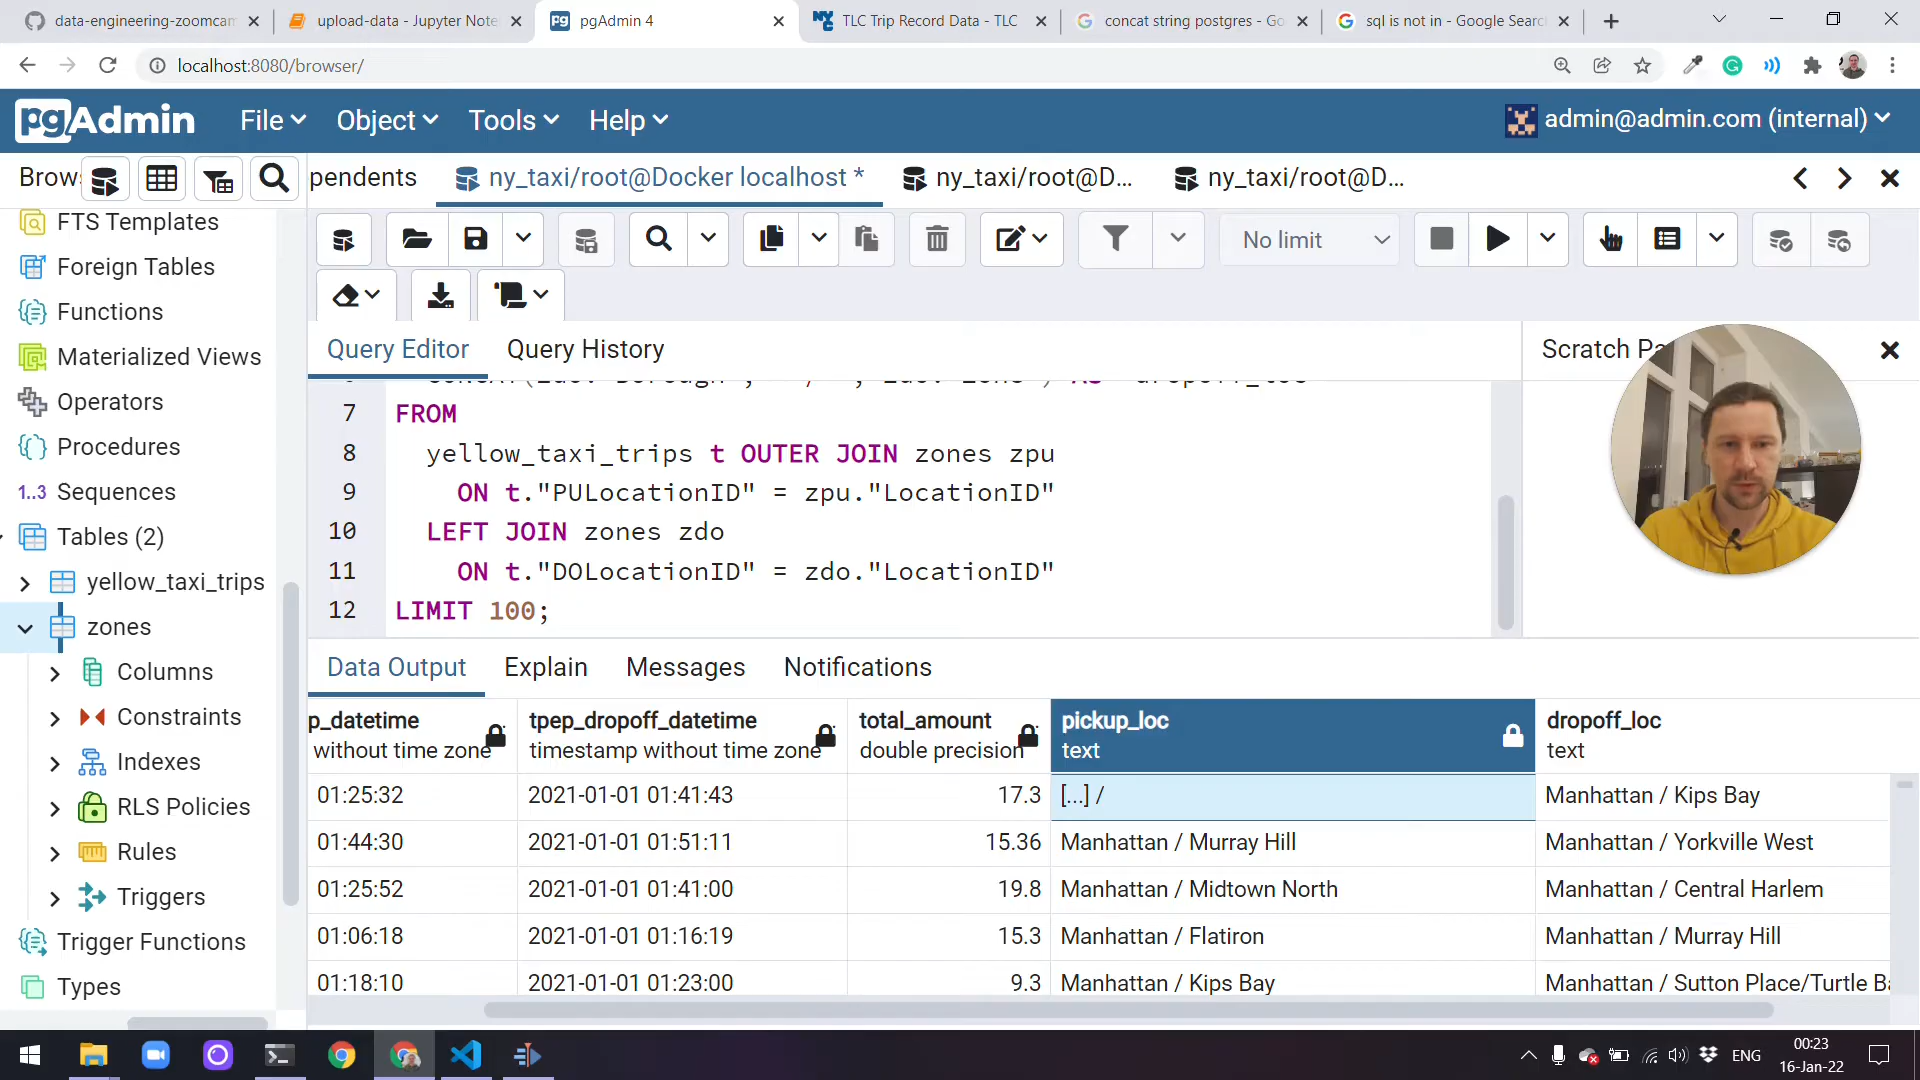 data-engineering-zoomcam
upload-data - Jupyter Note
pgAdmin 4
TLC Trip Record Data - TLC
concat string postgres - Go
sql is not in - Google Search
localhost:8080/browser/
pgAdmin
File
Object
Tools
Help
admin@admin.com (internal)
Brows
pendents
ny_taxi/root@Docker localhost *
ny_taxi/root@D...
ny_taxi/root@D...
No limit
FTS Templates
Foreign Tables
Functions
Materialized Views
Operators
Procedures
1..3 Sequences
Tables (2)
yellow_taxi_trips
zones
Columns
Constraints
Indexes
RLS Policies
Rules
Triggers
Trigger Functions
Types
Query Editor
Query History
Scratch Pa
7 FROM
8 yellow_taxi_trips t OUTER JOIN zones zpu
9 ON t."PULocationID" = zpu."LocationID"
10 LEFT JOIN zones zdo
11 ON t."DOLocationID" = zdo."LocationID"
12 LIMIT 100;
Data Output
Explain
Messages
Notifications
p_datetime
without time zone
tpep_dropoff_datetime
timestamp without time zone
total_amount
double precision
pickup_loc
text
dropoff_loc
text
01:25:32 2021-01-01 01:41:43 17.3 [...] / Manhattan / Kips Bay
01:44:30 2021-01-01 01:51:11 15.36 Manhattan / Murray Hill Manhattan / Yorkville West
01:25:52 2021-01-01 01:41:00 19.8 Manhattan / Midtown North Manhattan / Central Harlem
01:06:18 2021-01-01 01:16:19 15.3 Manhattan / Flatiron Manhattan / Murray Hill
01:18:10 2021-01-01 01:23:00 9.3 Manhattan / Kips Bay Manhattan / Sutton Place/Turtle Ba
ENG
00:23
16-Jan-22